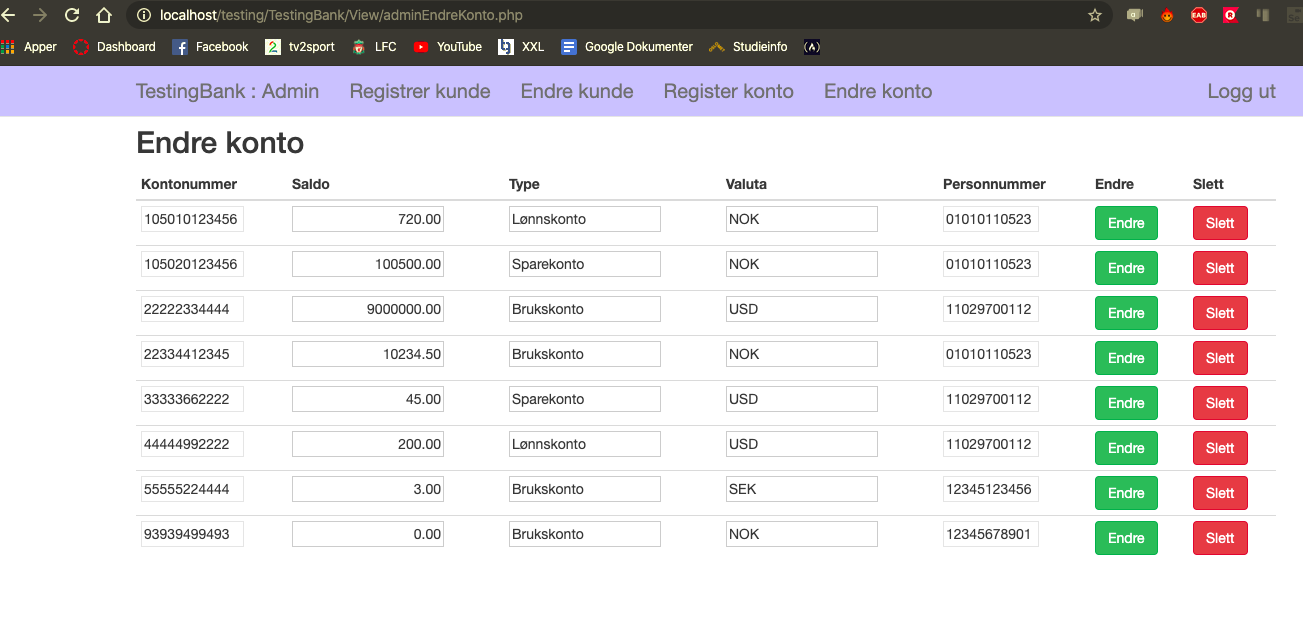 localhost/testing/TestingBank/View/adminEndreKonto.php
Apper Dashboard Facebook tv2sport LFC YouTube XXL Google Dokumenter Studieinfo
TestingBank : Admin Registrer kunde Endre kunde Register konto Endre konto Logg ut
Endre konto
Kontonummer Saldo Type Valuta Personnummer Endre Slett
105010123456 720.00 Lønnskonto NOK 01010110523 Endre Slett
105020123456 100500.00 Sparekonto NOK 01010110523 Endre Slett
22222334444 9000000.00 Brukskonto USD 11029700112 Endre Slett
22334412345 10234.50 Brukskonto NOK 01010110523 Endre Slett
33333662222 45.00 Sparekonto USD 11029700112 Endre Slett
44444992222 200.00 Lønnskonto USD 11029700112 Endre Slett
55555224444 3.00 Brukskonto SEK 12345123456 Endre Slett
93939499493 0.00 Brukskonto NOK 12345678901 Endre Slett